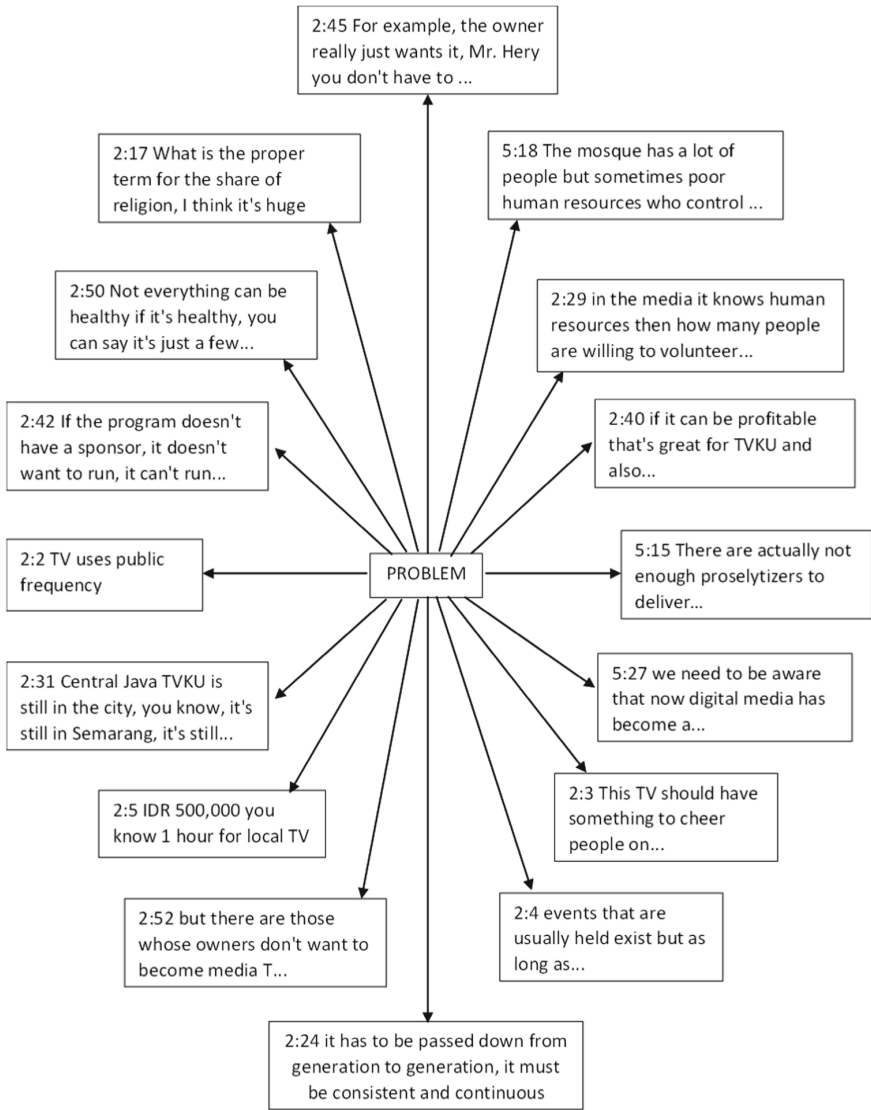 2:45 For example, the owner
really just wants it, Mr. Hery
you don't have to ...
2:17 What is the proper
term for the share of
religion, I think it's huge
5:18 The mosque has a lot of
people but sometimes poor
human resources who control ...
2:50 Not everything can be
healthy if it's healthy, you
can say it's just a few...
2:29 in the media it knows human
resources then how many people
are willing to volunteer...
2:42 If the program doesn't
have a sponsor, it doesn't
want to run, it can't run...
2:40 if it can be profitable
that's great for TVKU and
also...
2:2 TV uses public
frequency
PROBLEM
5:15 There are actually not
enough proselytizers to
deliver...
2:31 Central Java TVKU is
still in the city, you know, it's
still in Semarang, it's still...
5:27 we need to be aware
that now digital media has
become a...
2:5 IDR 500,000 you
know 1 hour for local TV
2:3 This TV should have
something to cheer
people on...
2:52 but there are those
whose owners don't want to
become media T...
2:4 events that are
usually held exist but as
long as...
2:24 it has to be passed down from
generation to generation, it must
be consistent and continuous